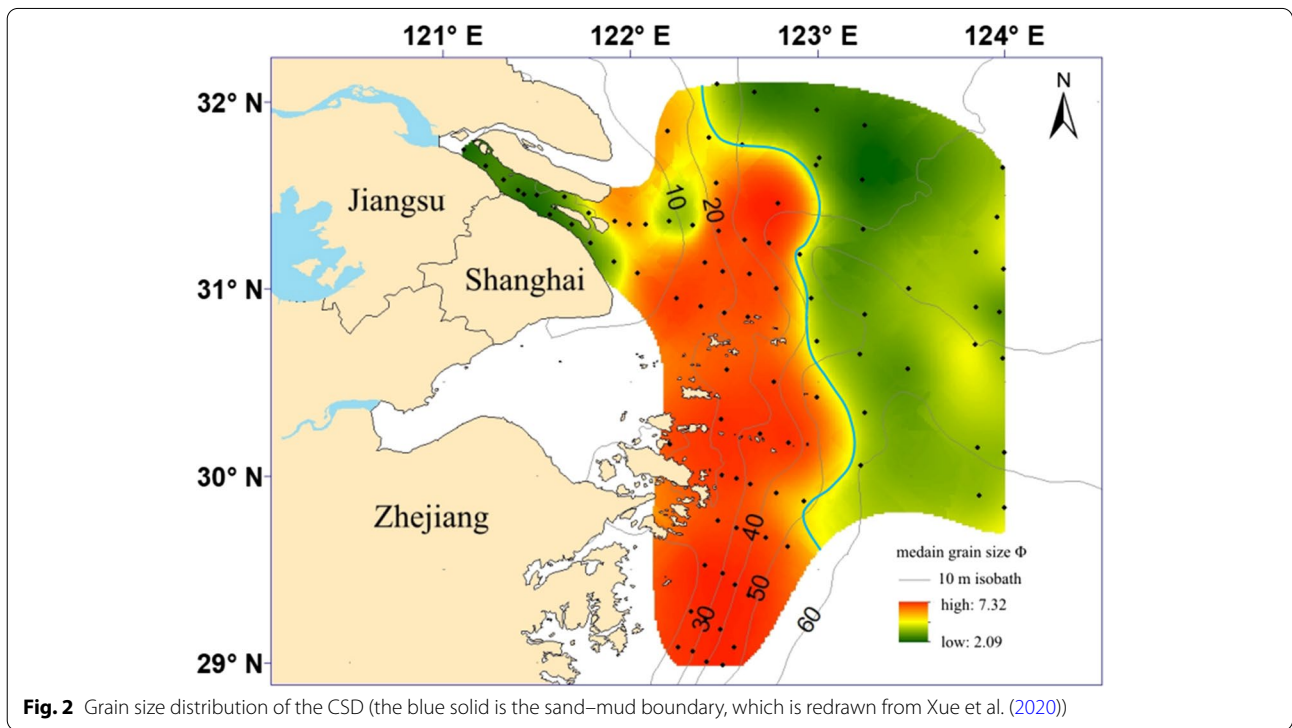 121° E 122° E 123° E 124° E
32° N
31° N
30° N
29° N
N
Jiangsu
Shanghai
Zhejiang
10
20
30
40
50
60
medain grain size Φ
10 m isobath
high: 7.32
low: 2.09
Fig. 2 Grain size distribution of the CSD (the blue solid is the sand–mud boundary, which is redrawn from Xue et al. (2020))